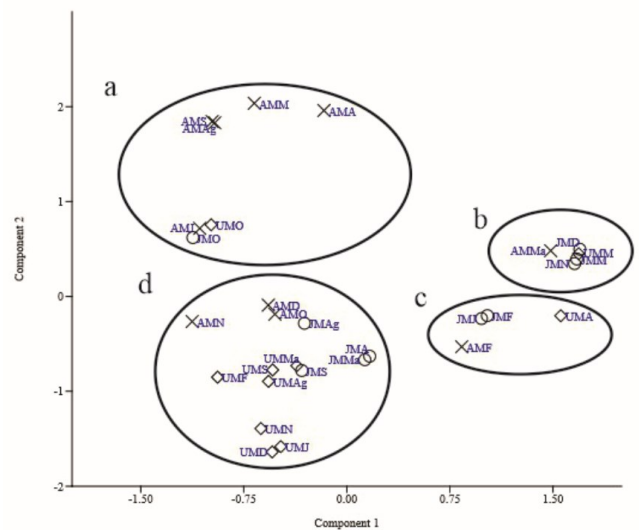 a
2
AMM
AMA
AMS
AMAg
1
AMJ
UMO
JMO
b
JMD
AMMa
UMM
JMN
JMM
Component 2
0
d
c
AMD
AMO
AMN
JMAg
JMJ
JMF
UMA
AMF
JMA
UMMa
JMMa
UMS
JMS
-1
UMF
UMAg
UMN
UMD
UMJ
-2
-1.50
-0.75
0.00
0.75
1.50
Component 1